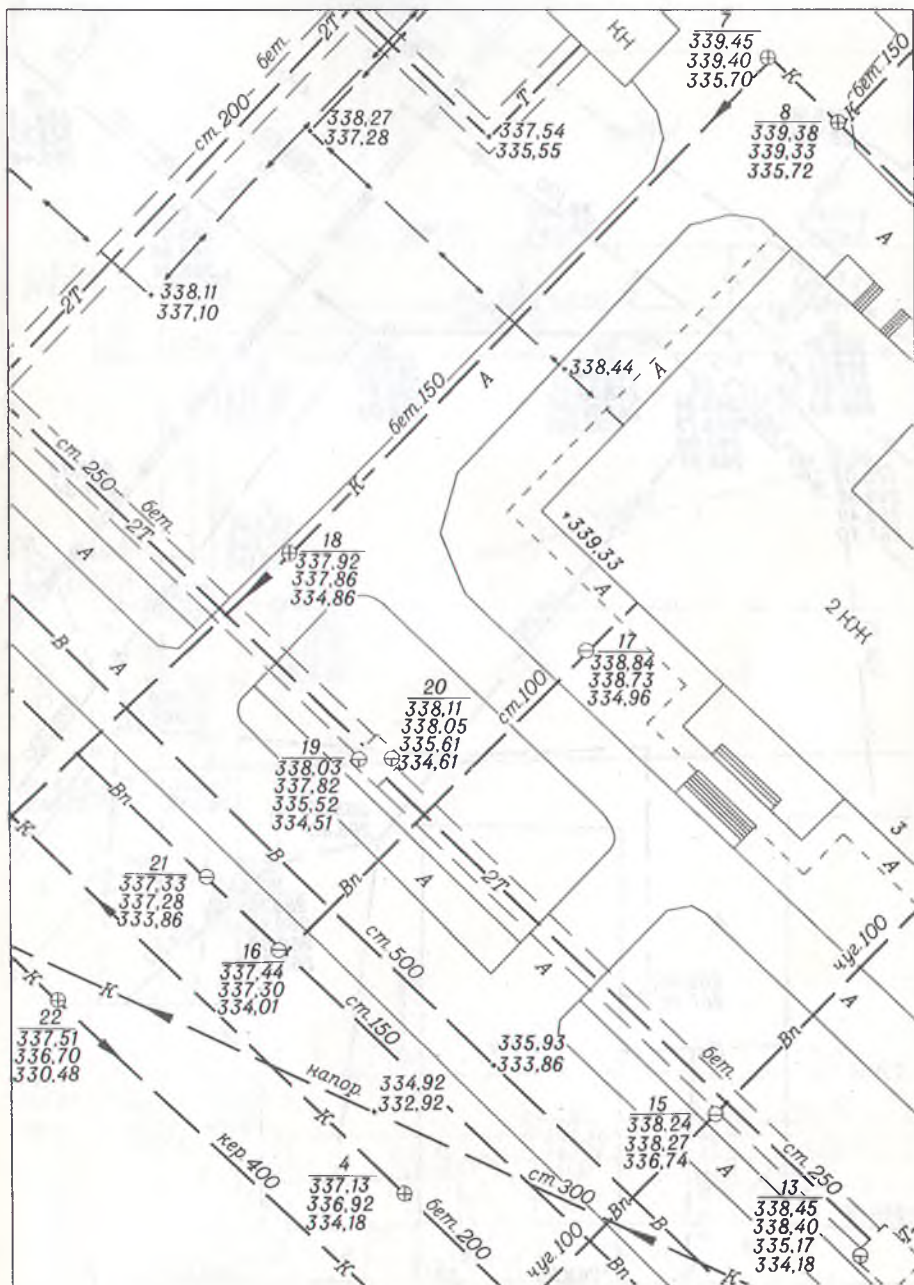 7
339.45
339.40
335.70
КН
2Т
бет.
ст. 200
К
бет. 150
К
338,27
337,28
Т
337,54
335,55
8
339,38
339,33
335,72
А
2Т
338,11
337,10
338,44
А
А
бет. 150
К
ст. 250
бет.
2Т
339,33
А
А
18
337,92
337,86
334,86
2 КЖ
В
А
17
338,84
338,73
334,96
20
338,11
338,05
335,61
334,61
ст. 100
19
338.03
337,82
335,52
334,51
Вп
3
А
К
21
337,33
337,28
333,86
В
А
2Т
Вп
16
337,44
337,30
334,01
ст. 500
А
чуг. 100
А
К
К
22
337,51
336,70
330.48
ст. 150
335,93
333,86
Вп
бет.
напор.
334,92
332,92
К
15
338,24
338,27
336,74
А
ст. 250
кер. 400
4
337,13
336,92
334,18
ст. 300
Вп
13
338,45
338,40
335,17
334,18
бет. 200
чуг. 100
В
Вп
К
К